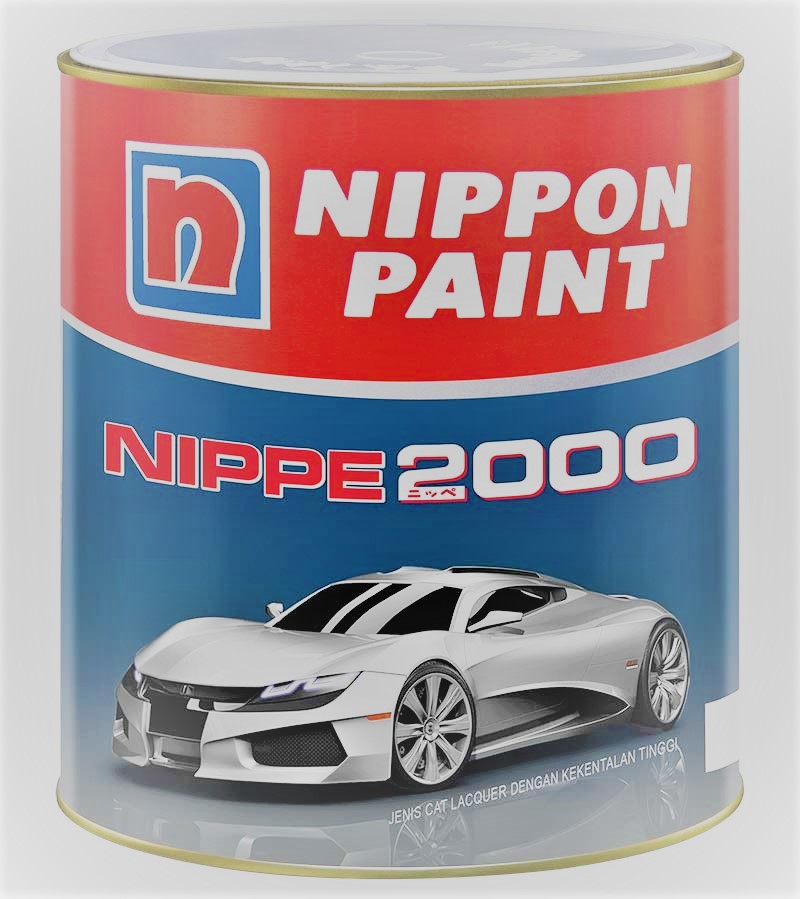 n
NIPPON
PAINT
NIPPE 2000
ニッペ
JENIS CAT LACQUER DENGAN KEKENTALAN TINGGI